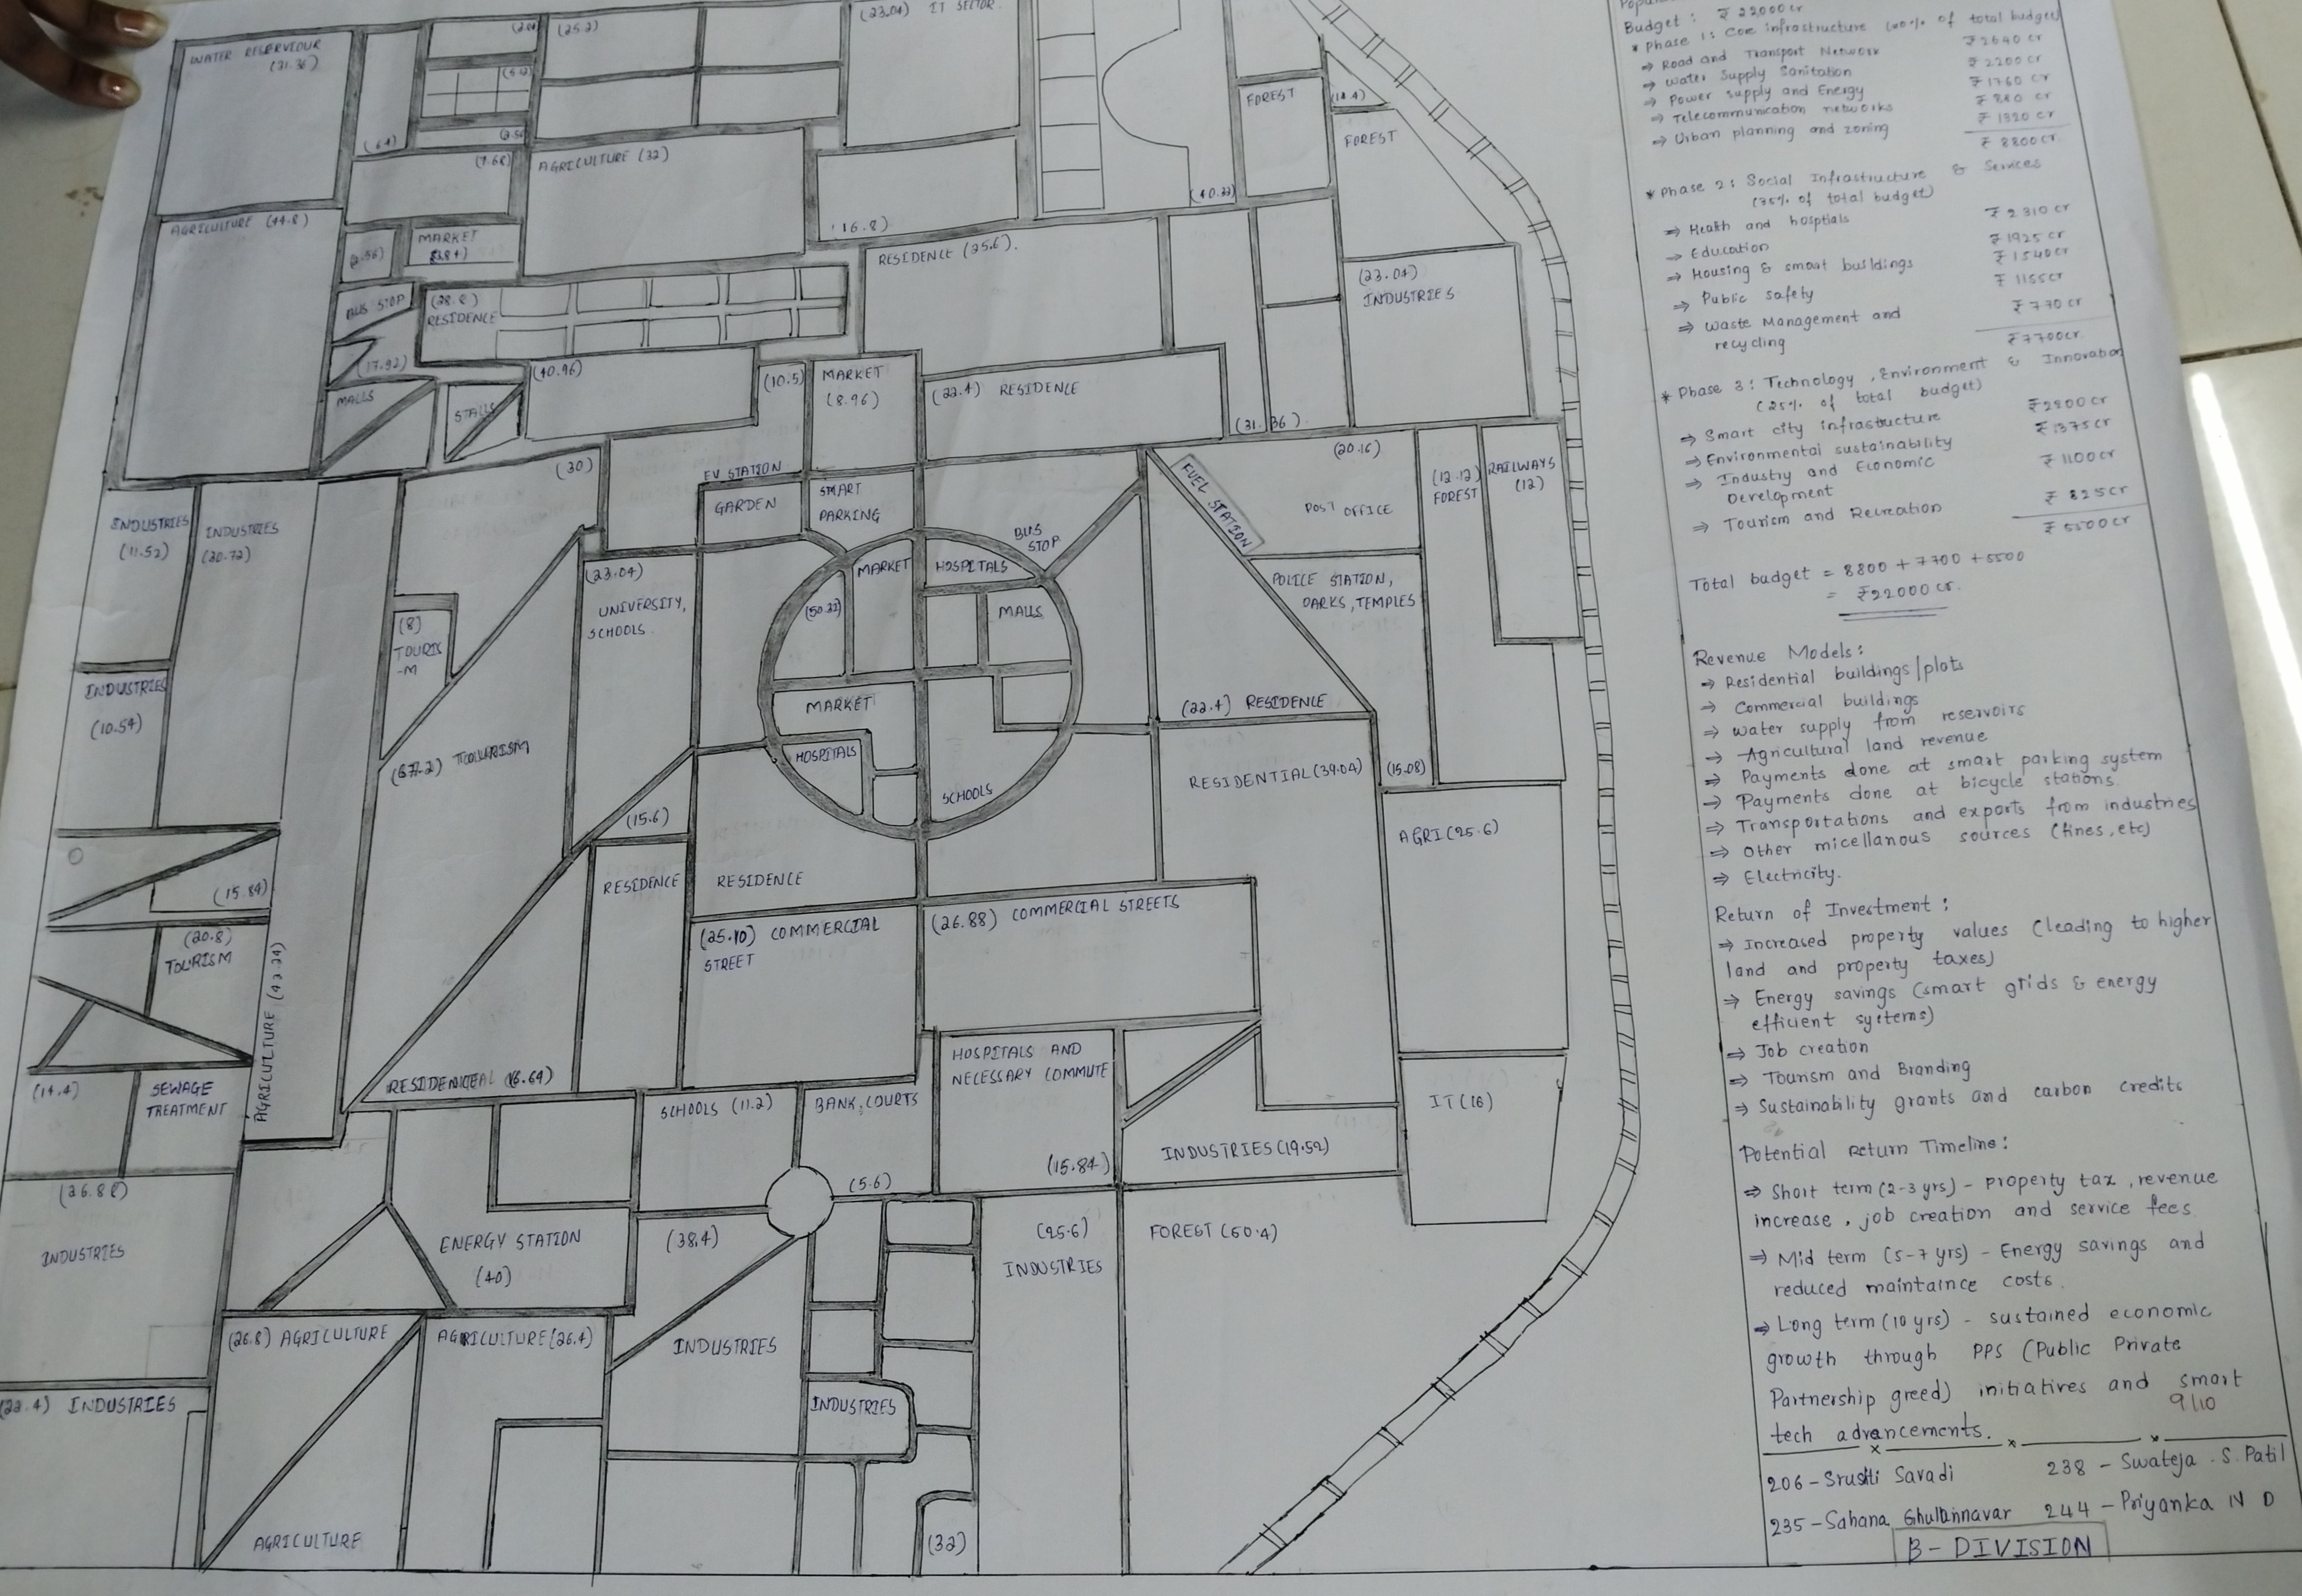 WATER RESERVIOUR
(31.36)
(64)
(5.12)
(2.56)
(7.68)
(25.2)
(23.04) IT SECTOR.
AGRICULTURE (32)
(16.8)
(40.32)
FOREST
(14.4)
FOREST
AGRICULTURE (44.8)
(2.56)
MARKET
BUS STOP
(17.92)
(28.8)
RESIDENCE
RESIDENCE (25.6).
(23.04)
INDUSTRIES
MALLS
STALLS
(40.96)
(10.5)
MARKET
(8.96)
(22.4) RESIDENCE
(31.36)
INDUSTRIES
(11.52)
INDUSTRIES
(20.72)
(30)
EV STATION
GARDEN
SMART
PARKING
BUS
STOP
FUEL STATION
(20.16)
POST OFFICE
(12.12)
FOREST
RAILWAYS
(12)
INDUSTRIES
(10.54)
(8)
TOURIS
-M
(23.04)
UNIVERSITY,
SCHOOLS.
(50.22)
MARKET
HOSPITALS
MALLS
MARKET
HOSPITALS
SCHOOLS
POLICE STATION,
PARKS, TEMPLES
(22.4) RESIDENCE
(67.2) TOURISM
(15.6)
RESIDENTIAL (39.04)
(15.08)
AGRI (25.6)
(15.84)
RESIDENCE
RESIDENCE
(20.8)
TOURISM
AGRICULTURE (42.24)
(25.40) COMMERCIAL
STREET
(26.88) COMMERCIAL STREETS
(14.4)
SEWAGE
TREATMENT
RESIDENTIAL (16.64)
SCHOOLS (11.2)
BANK, COURTS
(5.6)
HOSPITALS AND
NECESSARY COMMUTE
(15.84)
INDUSTRIES (19.52)
IT (16)
(26.88)
INDUSTRIES
ENERGY STATION
(40)
(38.4)
INDUSTRIES
(25.6)
INDUSTRIES
FOREST (50.4)
(22.4) INDUSTRIES
(26.8) AGRICULTURE
AGRICULTURE
AGRICULTURE (26.4)
INDUSTRIES
(32)
Budget : ₹ 22,000 cr
* Phase 1: Core infrastructure (40% of total budget)
⇒ Road and Transport Network ₹ 2640 cr
⇒ Water Supply Sanitation ₹ 2200 cr
⇒ Power supply and Energy ₹ 1760 cr
⇒ Telecommunication networks ₹ 880 cr
⇒ Urban planning and zoning ₹ 1320 cr
₹ 8800 cr.
* Phase 2: Social Infrastructure & Services
(35% of total budget)
⇒ Health and hosptials ₹ 2310 cr
⇒ Education ₹ 1925 cr
⇒ Housing & smart buildings ₹ 1540 cr
⇒ Public safety ₹ 1155 cr
⇒ Waste Management and ₹ 770 cr
recycling
₹ 7700 cr.
* Phase 3: Technology, Environment & Innovation
(25% of total budget)
⇒ Smart city infrastructure ₹ 2200 cr
⇒ Environmental sustainability ₹ 1375 cr
⇒ Industry and Economic ₹ 1100 cr
Development
⇒ Tourism and Recreation ₹ 825 cr
₹ 5500 cr
Total budget = 8800 + 7700 + 5500
= ₹22000 cr.
Revenue Models:
⇒ Residential buildings/plots
⇒ Commercial buildings
⇒ Water supply from reservoirs
⇒ Agricultural land revenue
⇒ Payments done at smart parking system
⇒ Payments done at bicycle stations.
⇒ Transportations and exports from industries
⇒ Other micellanous sources (fines, etc)
⇒ Electricity.
Return of Investment :
⇒ Increased property values (leading to higher
land and property taxes)
⇒ Energy savings (smart grids & energy
efficient systems)
⇒ Job creation
⇒ Tourism and Branding
⇒ Sustainability grants and carbon credits
Potential Return Timeline:
⇒ Short term (2-3 yrs) - property tax, revenue
increase, job creation and service fees
⇒ Mid term (5-7 yrs) - Energy savings and
reduced maintaince costs.
⇒ Long term (10 yrs) - sustained economic
growth through PPS (Public Private
Partnership greed) initiatives and smart
tech advancements.
9/10
206 - Srushti Savadi 238 - Swateja . S. Patil
235 - Sahana Ghulannavar 244 - Priyanka N D
B - DIVISION